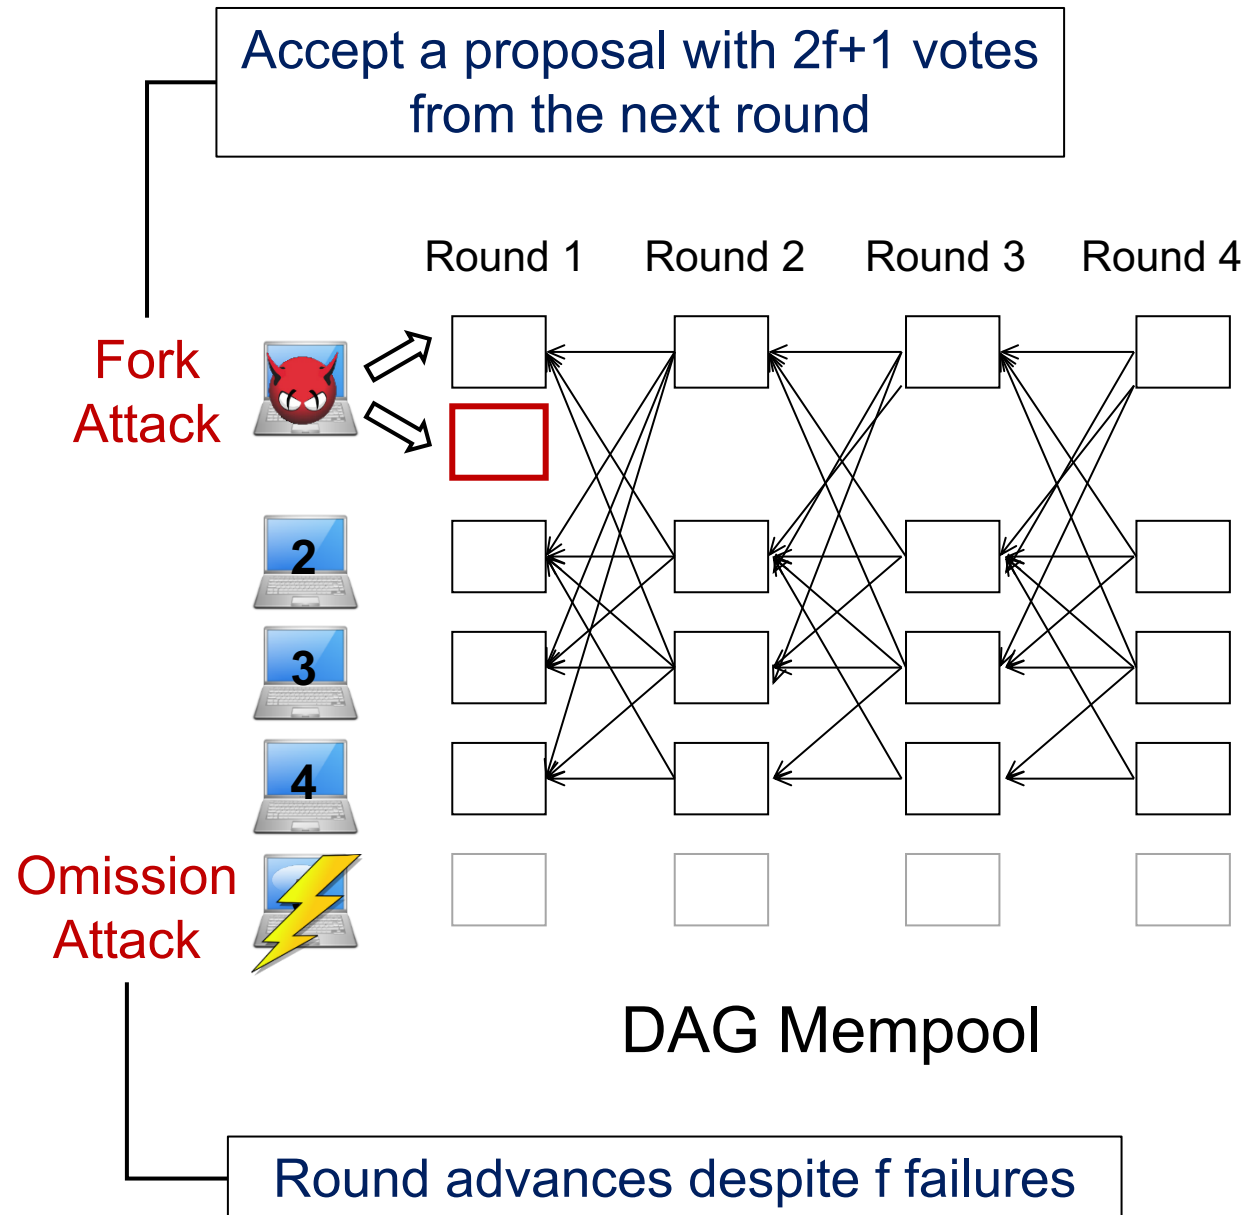 Accept a proposal with 2f+1 votes
from the next round
Round 1
Round 2
Round 3
Round 4
Fork
Attack
2
3
4
Omission
Attack
DAG Mempool
Round advances despite f failures